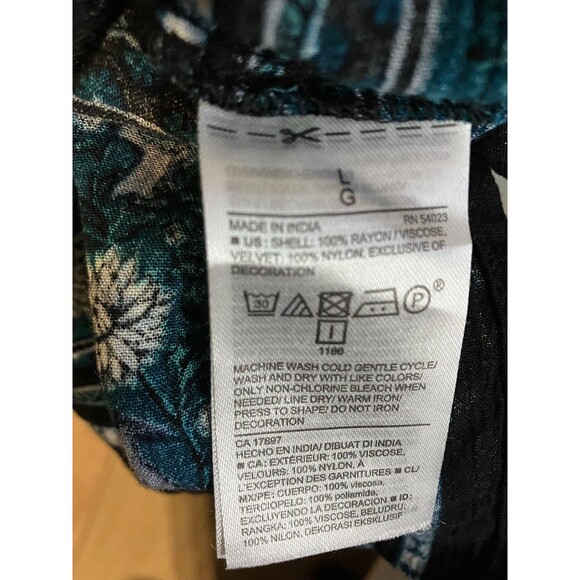 L
G
MADE IN INDIA RN 54023
■ US : SHELL: 100% RAYON / VISCOSE,
VELVET: 100% NYLON, EXCLUSIVE OF
DECORATION
30 P ®
I
1166
MACHINE WASH COLD GENTLE CYCLE/
WASH AND DRY WITH LIKE COLORS/
ONLY NON-CHLORINE BLEACH WHEN
NEEDED/ LINE DRY/ WARM IRON/
PRESS TO SHAPE/ DO NOT IRON
DECORATION
CA 17897
HECHO EN INDIA/ DIBUAT DI INDIA
■ CA: EXTÉRIEUR: 100% VISCOSE,
VELOURS: 100% NYLON, À
L'EXCEPTION DES GARNITURES ■ CL/
MX/PE: CUERPO: 100% viscosa,
TERCIOPELO: 100% poliamida,
EXCLUYENDO LA DECORACION ■ ID:
RANGKA: 100% VISCOSE, BELUDRU:
100% NILON, DEKORASI EKSKLUSIF